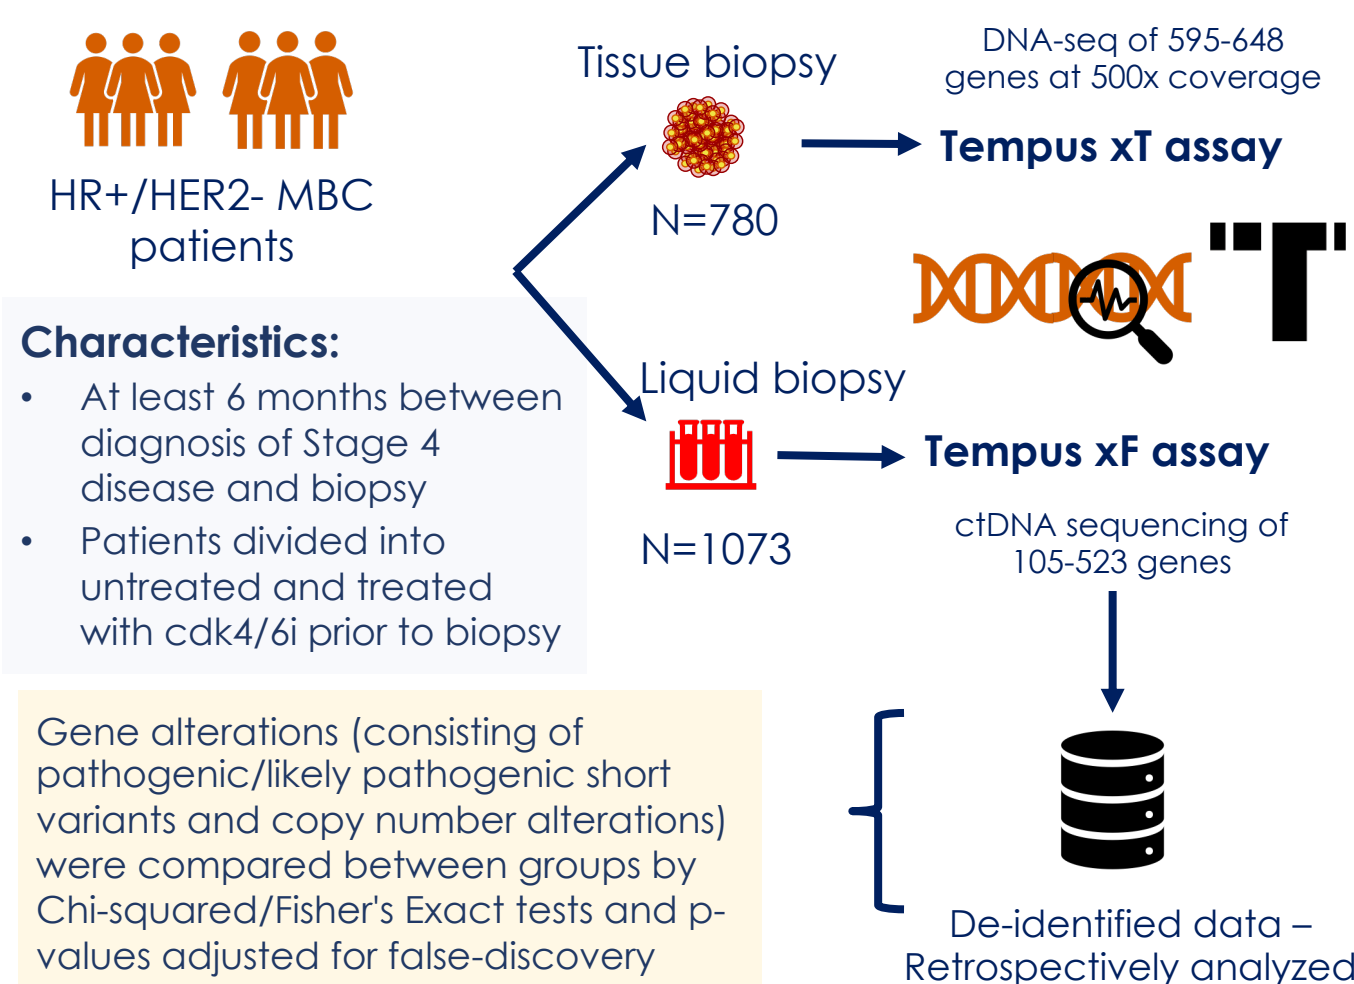 HR+/HER2- MBC
patients
Characteristics:
• At least 6 months between
diagnosis of Stage 4
disease and biopsy
• Patients divided into
untreated and treated
with cdk4/6i prior to biopsy
Tissue biopsy
N=780
DNA-seq of 595-648
genes at 500x coverage
Tempus xT assay
"T"
Liquid biopsy
N=1073
Tempus xF assay
ctDNA sequencing of
105-523 genes
De-identified data –
Retrospectively analyzed
Gene alterations (consisting of
pathogenic/likely pathogenic short
variants and copy number alterations)
were compared between groups by
Chi-squared/Fisher's Exact tests and p-
values adjusted for false-discovery